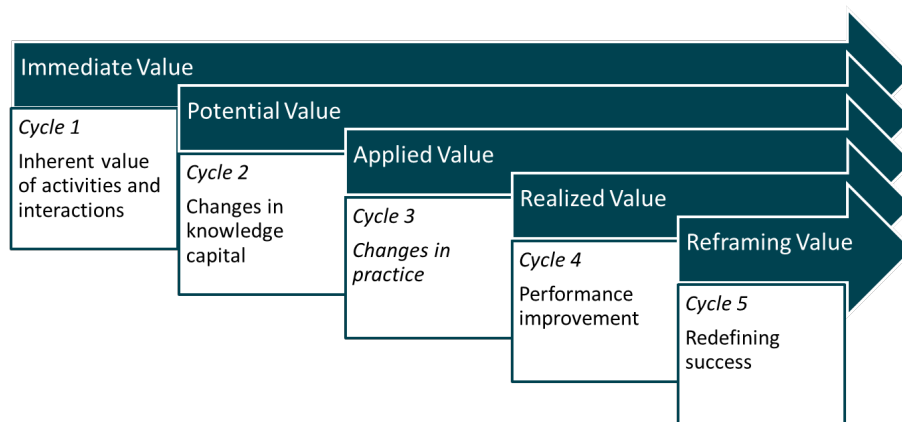 Immediate Value
Cycle 1
Inherent value
of activities and
interactions
Potential Value
Cycle 2
Changes in
knowledge
capital
Applied Value
Cycle 3
Changes in
practice
Realized Value
Cycle 4
Performance
improvement
Reframing Value
Cycle 5
Redefining
success